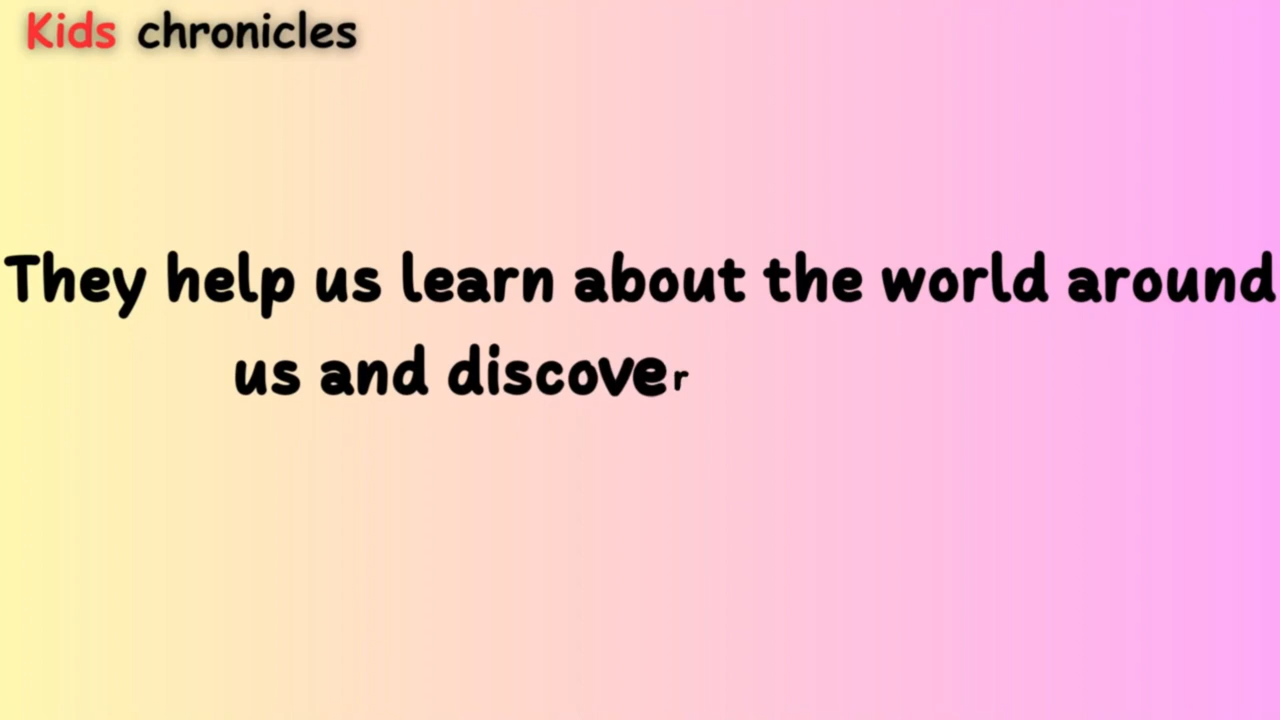 Kids chronicles
They help us learn about the world around
us and discover